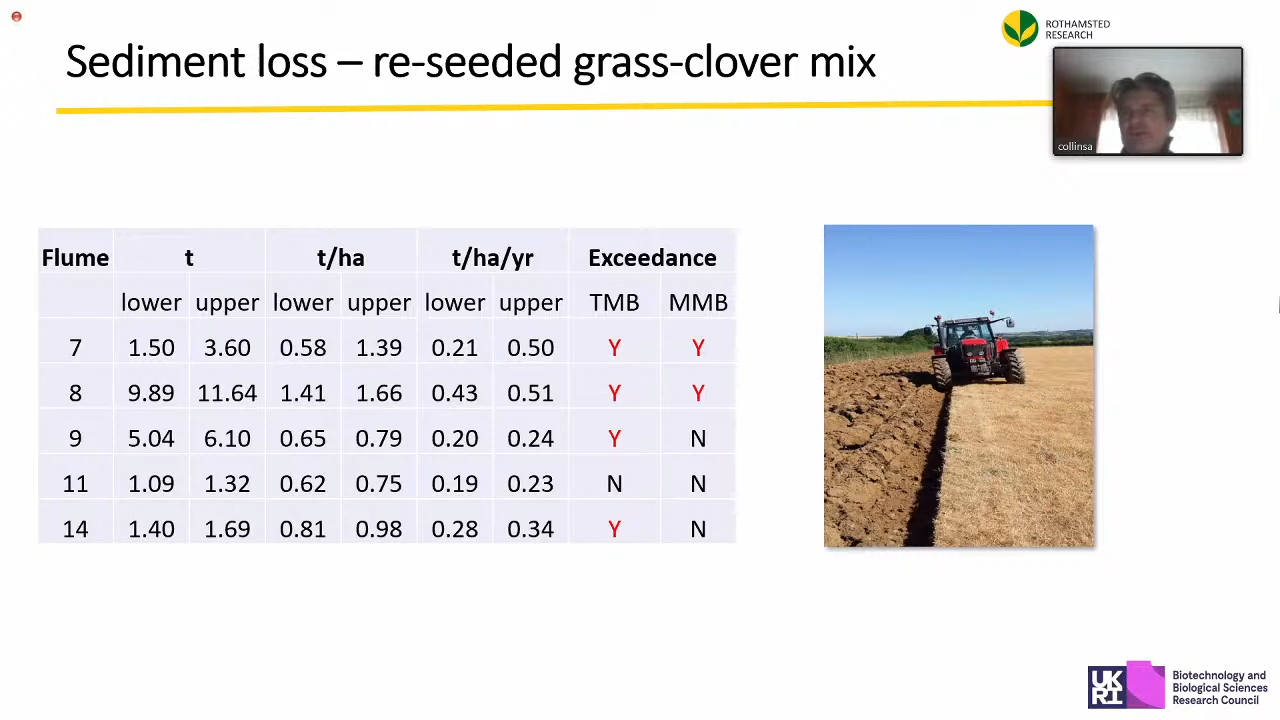 Sediment loss – re-seeded grass-clover mix
ROTHAMSTED
RESEARCH
collinsa
Flume t t/ha t/ha/yr Exceedance
lower upper lower upper lower upper TMB MMB
7 1.50 3.60 0.58 1.39 0.21 0.50 Y Y
8 9.89 11.64 1.41 1.66 0.43 0.51 Y Y
9 5.04 6.10 0.65 0.79 0.20 0.24 Y N
11 1.09 1.32 0.62 0.75 0.19 0.23 N N
14 1.40 1.69 0.81 0.98 0.28 0.34 Y N
UK
RI
Biotechnology and
Biological Sciences
Research Council